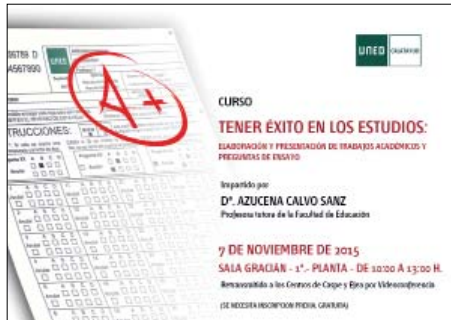 UNED CALATAYUD
UNED
A+
TRUCCIONES:
CURSO
TENER ÉXITO EN LOS ESTUDIOS:
ELABORACIÓN Y PRESENTACIÓN DE TRABAJOS ACADÉMICOS Y
PREGUNTAS DE ENSAYO
Impartido por
Dª. AZUCENA CALVO SANZ
Profesora tutora de la Facultad de Educación
7 DE NOVIEMBRE DE 2015
SALA GRACIÁN - 1ª.- PLANTA - DE 10:00 A 13:00 H.
Retransmitido a los Centros de Caspe y Ejea por Videoconferencia
(SE NECESITA INSCRIPCION PREVIA, GRATUITA)